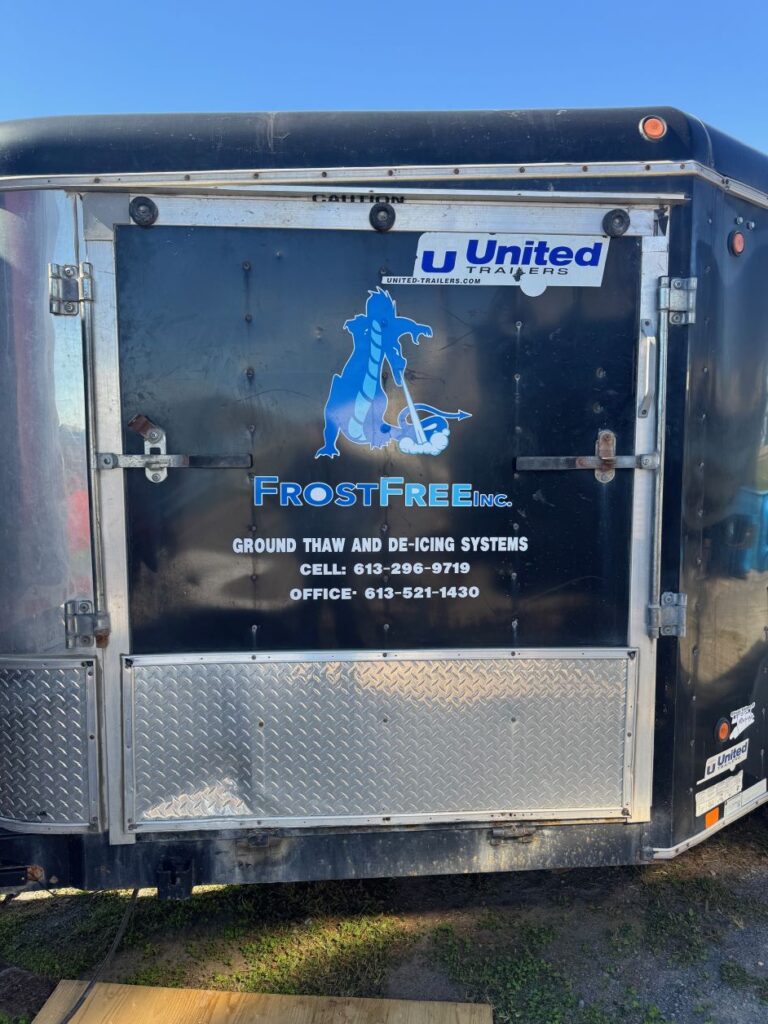 CAUTION
U United
TRAILERS
UNITED-TRAILERS.COM
FROSTFREE INC.
GROUND THAW AND DE-ICING SYSTEMS
CELL: 613-296-9719
OFFICE· 613-521-1430
U United